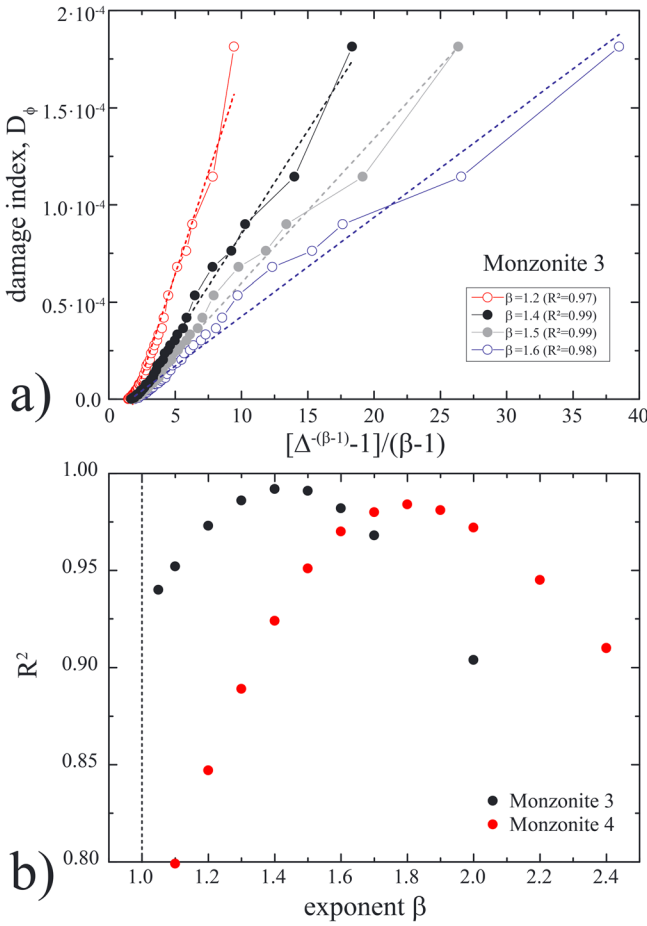 2·10⁻⁴
1.5·10⁻⁴
1.0·10⁻⁴
0.5·10⁻⁴
0.0
damage index, D_ϕ
Monzonite 3
β=1.2 (R²=0.97)
β=1.4 (R²=0.99)
β=1.5 (R²=0.99)
β=1.6 (R²=0.98)
a)
5 10 15 20 25 30 35 40
[Δ^-(β-1)-1]/(β-1)
1.00
0.95
0.90
0.85
0.80
R²
Monzonite 3
Monzonite 4
b)
1.0 1.2 1.4 1.6 1.8 2.0 2.2 2.4
exponent β